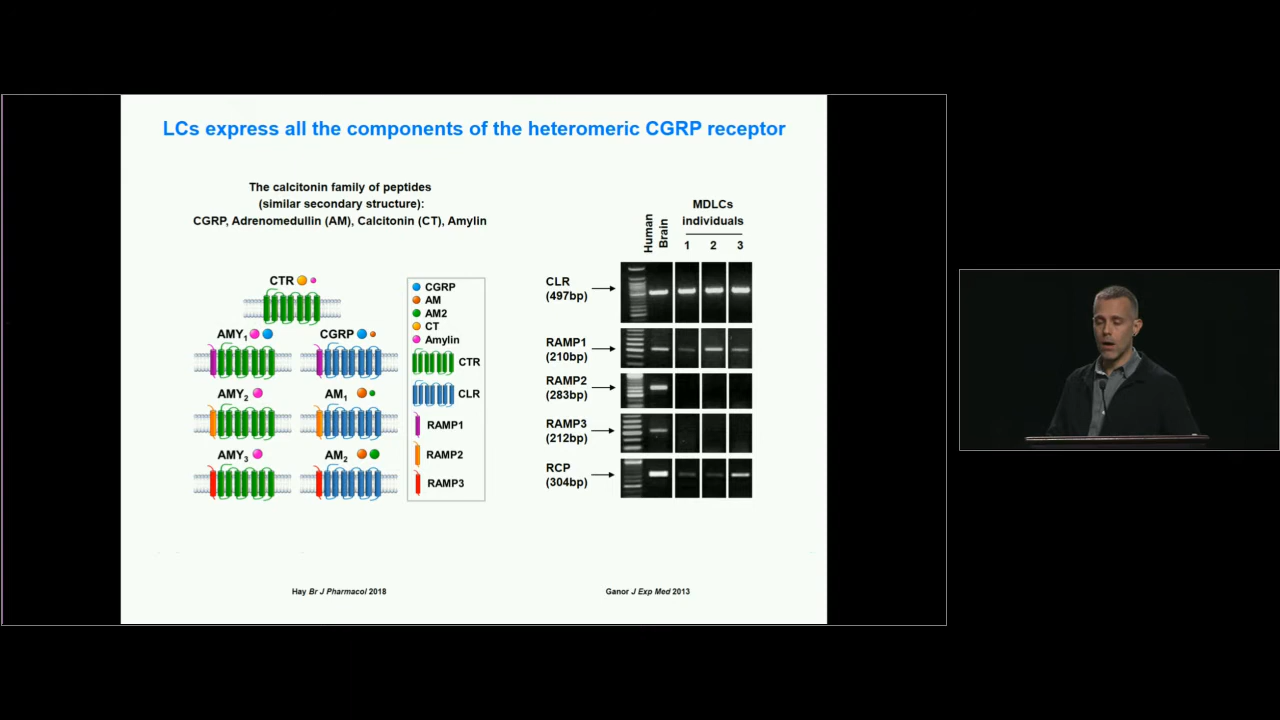 LCs express all the components of the heteromeric CGRP receptor
The calcitonin family of peptides
(similar secondary structure):
CGRP, Adrenomedullin (AM), Calcitonin (CT), Amylin
CTR
AMY1
CGRP
AMY2
AM1
AMY3
AM2
CGRP
AM
AM2
CT
Amylin
CTR
CLR
RAMP1
RAMP2
RAMP3
Hay Br J Pharmacol 2018
Human
Brain
MDLCs
individuals
1 2 3
CLR
(497bp)
RAMP1
(210bp)
RAMP2
(283bp)
RAMP3
(212bp)
RCP
(304bp)
Ganor J Exp Med 2013